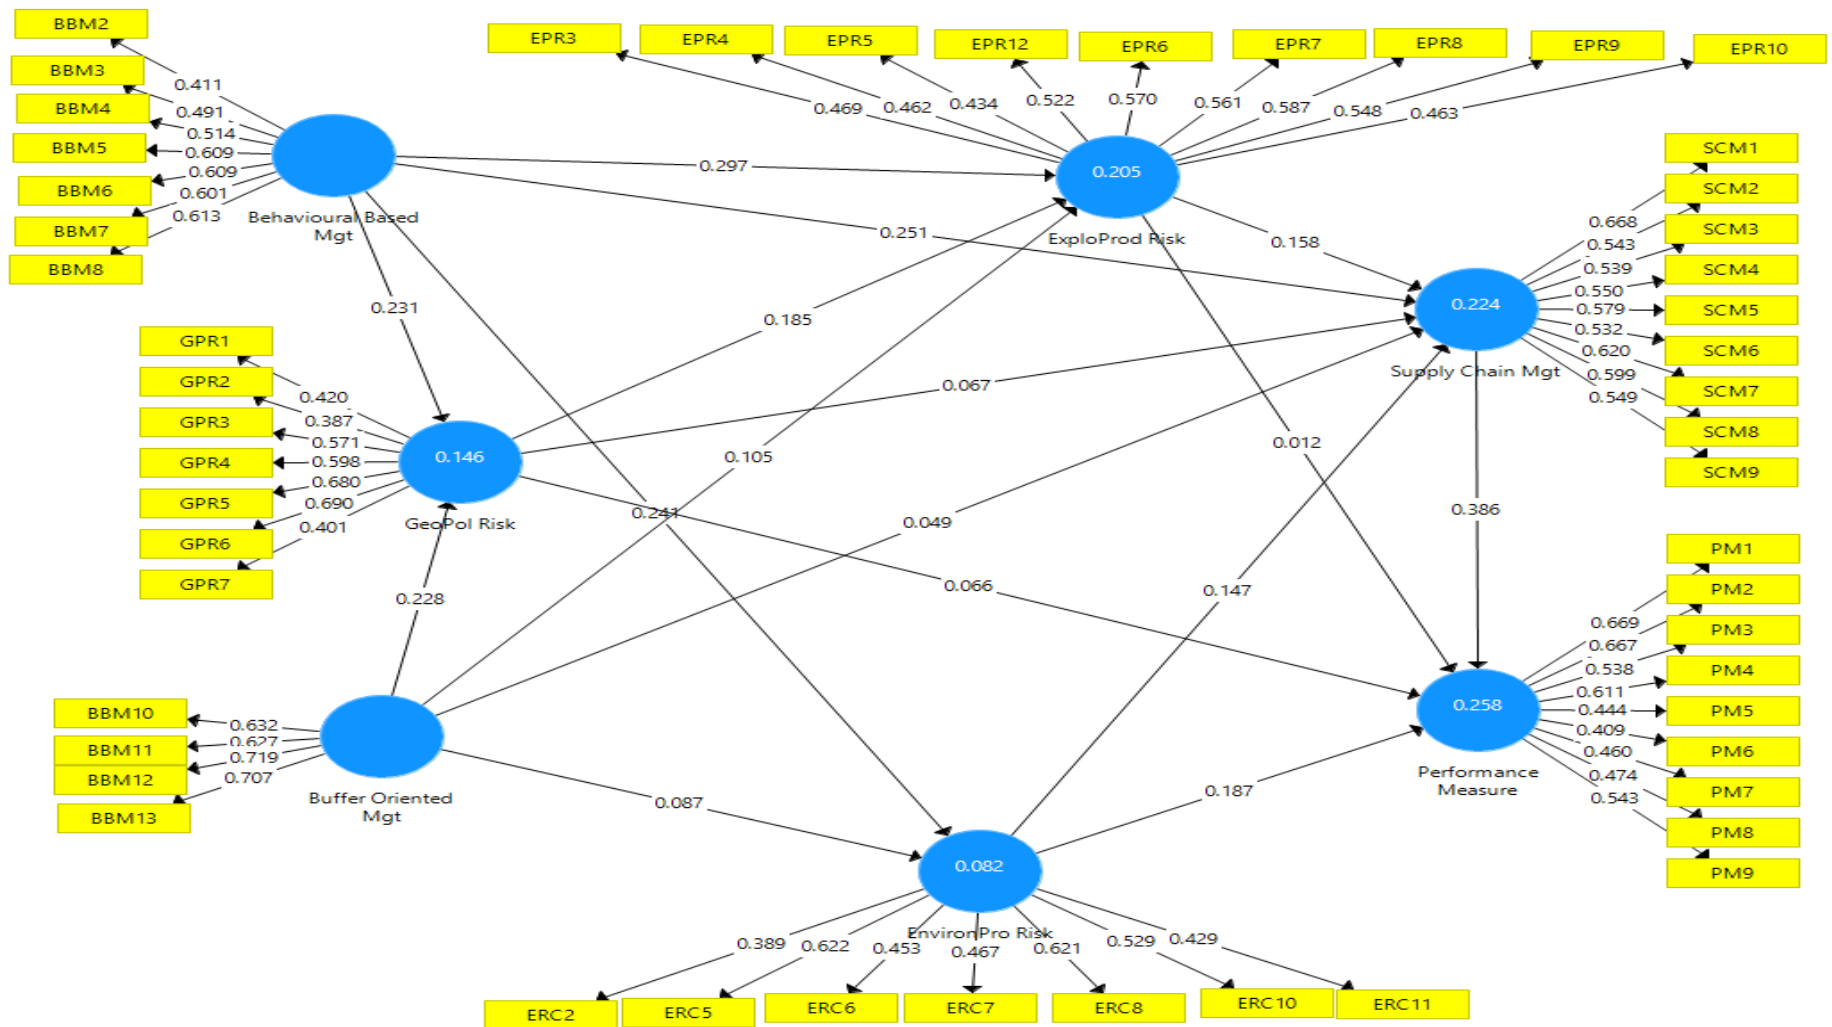 BBM2
BBM3
BBM4
BBM5
BBM6
BBM7
BBM8
0.411
0.491
0.514
0.609
0.609
0.601
0.613
Behavioural Based
Mgt
EPR3
EPR4
EPR5
EPR12
EPR6
EPR7
EPR8
EPR9
EPR10
0.469
0.462
0.434
0.522
0.570
0.561
0.587
0.548
0.463
0.205
ExploProd Risk
0.297
0.251
0.158
0.231
0.185
SCM1
SCM2
SCM3
SCM4
SCM5
SCM6
SCM7
SCM8
SCM9
0.668
0.543
0.539
0.550
0.579
0.532
0.620
0.599
0.549
0.224
Supply Chain Mgt
GPR1
GPR2
GPR3
GPR4
GPR5
GPR6
GPR7
0.420
0.387
0.571
0.598
0.680
0.690
0.401
0.146
GeoPol Risk
0.067
0.012
0.105
0.241
0.049
0.386
0.066
0.147
0.228
PM1
PM2
PM3
PM4
PM5
PM6
PM7
PM8
PM9
0.669
0.667
0.538
0.611
0.444
0.409
0.460
0.474
0.543
0.258
Performance
Measure
BBM10
BBM11
BBM12
BBM13
0.632
0.627
0.719
0.707
Buffer Oriented
Mgt
0.087
0.187
0.082
EnvironPro Risk
0.389
0.622
0.453
0.467
0.621
0.529
0.429
ERC2
ERC5
ERC6
ERC7
ERC8
ERC10
ERC11